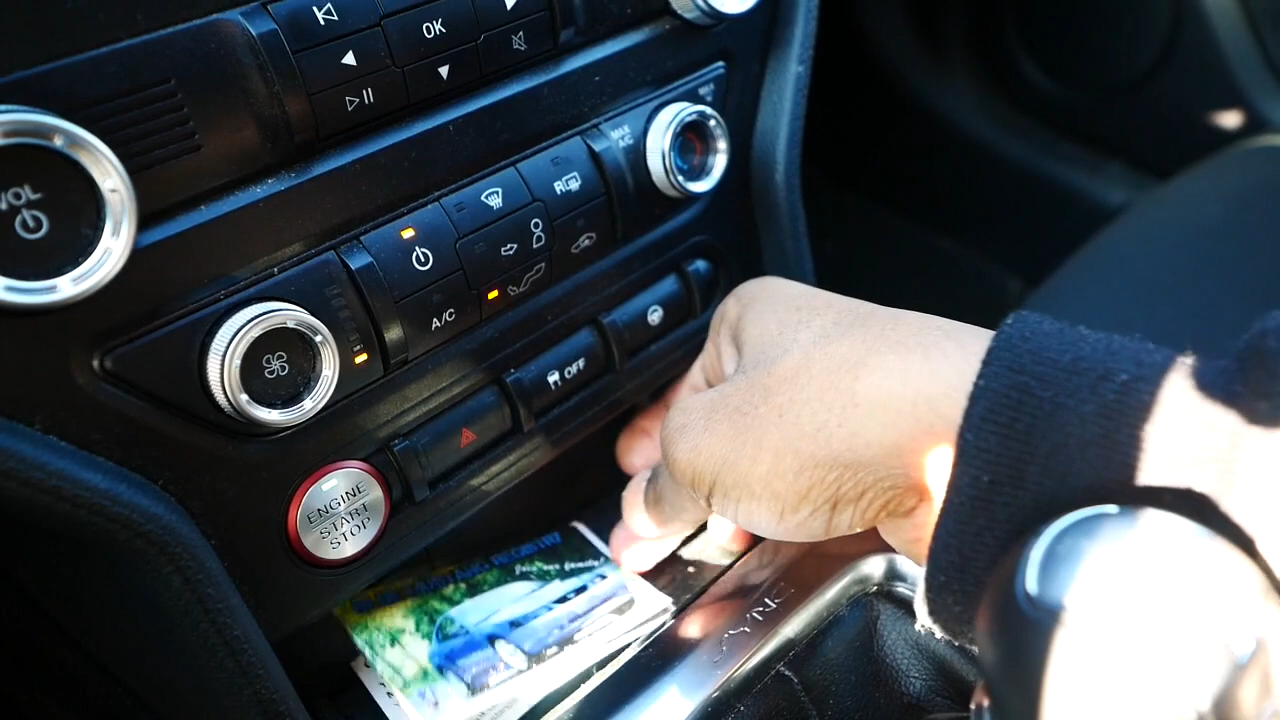 OK
VOL
MAX
A/C
R
A/C
OFF
ENGINE
START
STOP
SYNC